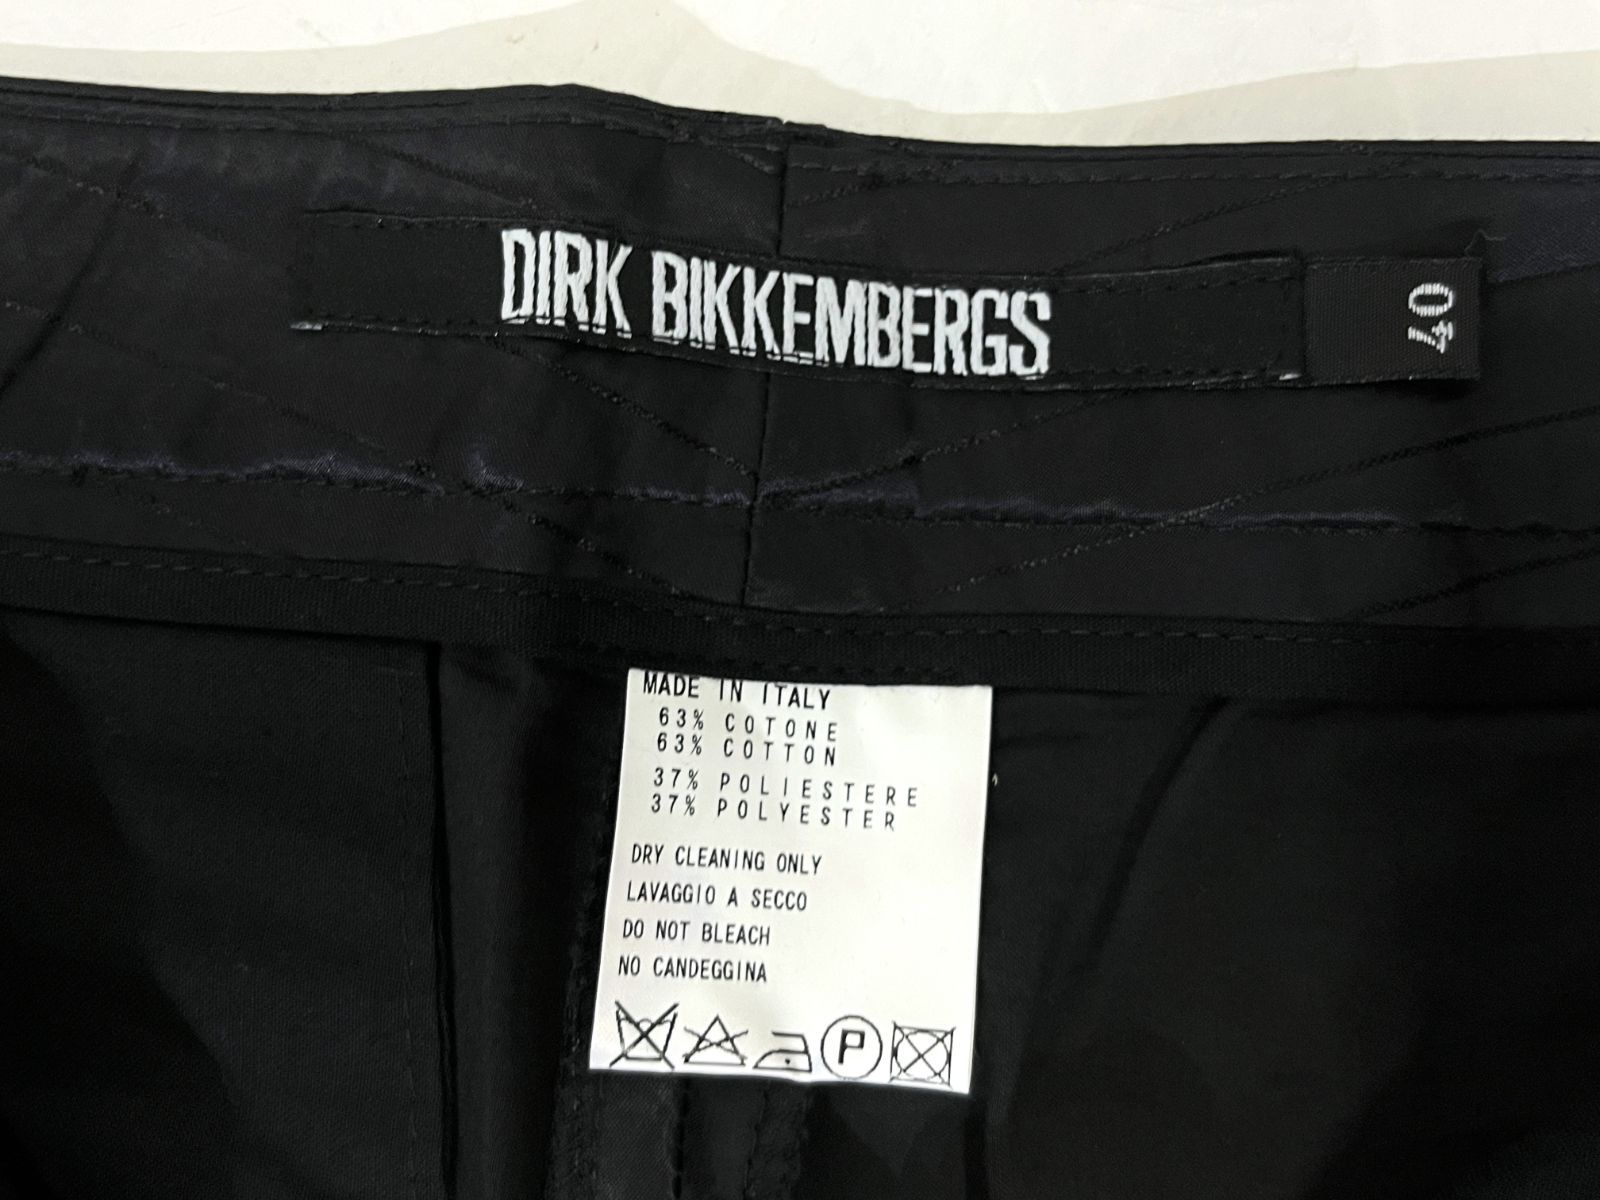 DIRK BIKKEMBERGS
40
MADE IN ITALY
63% COTONE
63% COTTON
37% POLIESTERE
37% POLYESTER
DRY CLEANING ONLY
LAVAGGIO A SECCO
DO NOT BLEACH
NO CANDEGGINA
P